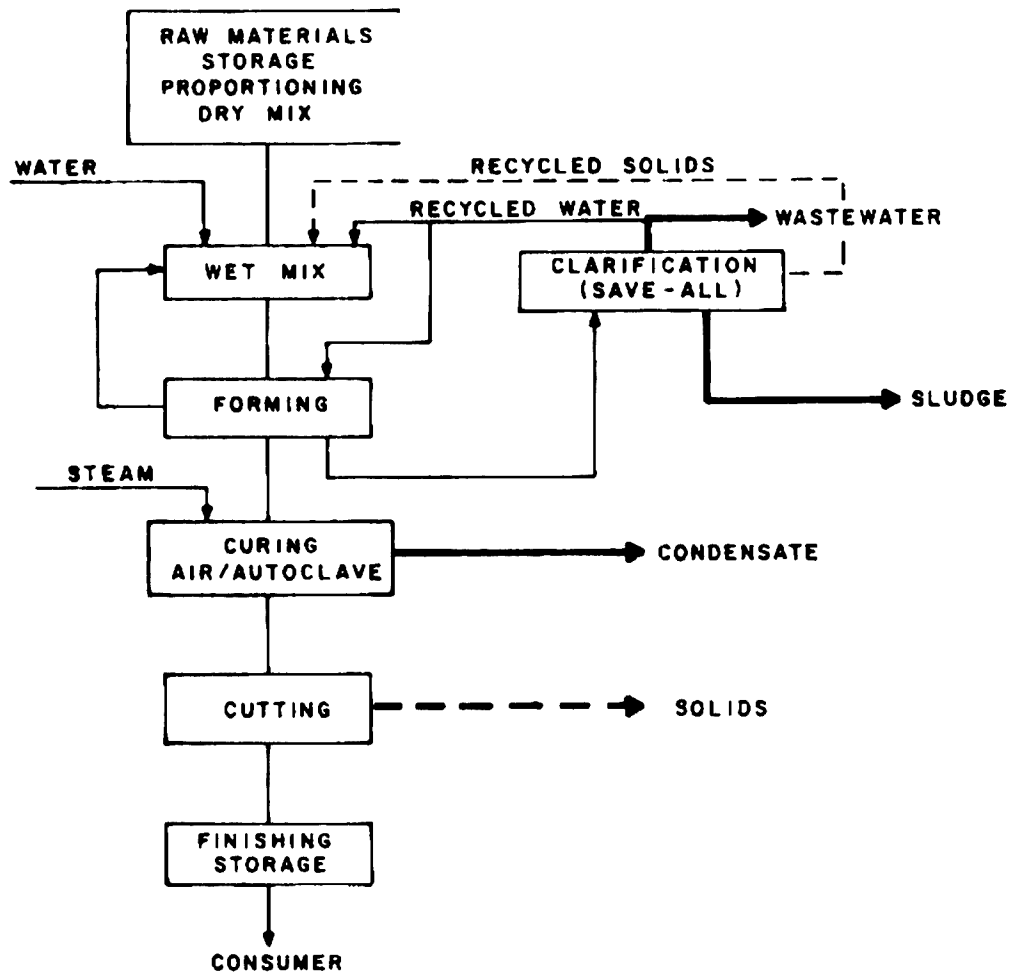 RAW MATERIALS
STORAGE
PROPORTIONING
DRY MIX
WATER
RECYCLED SOLIDS
RECYCLED WATER
WASTEWATER
WET MIX
CLARIFICATION
(SAVE-ALL)
FORMING
SLUDGE
STEAM
CURING
AIR/AUTOCLAVE
CONDENSATE
CUTTING
SOLIDS
FINISHING
STORAGE
CONSUMER